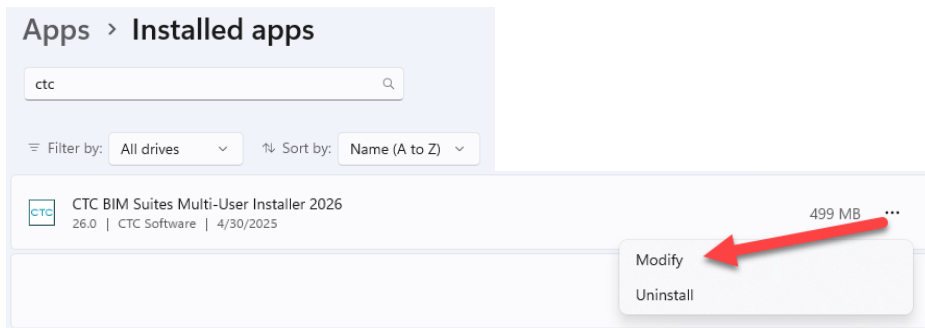 Apps > Installed apps
ctc
Filter by: All drives Sort by: Name (A to Z)
CTC CTC BIM Suites Multi-User Installer 2026
26.0 | CTC Software | 4/30/2025
499 MB ...
Modify
Uninstall